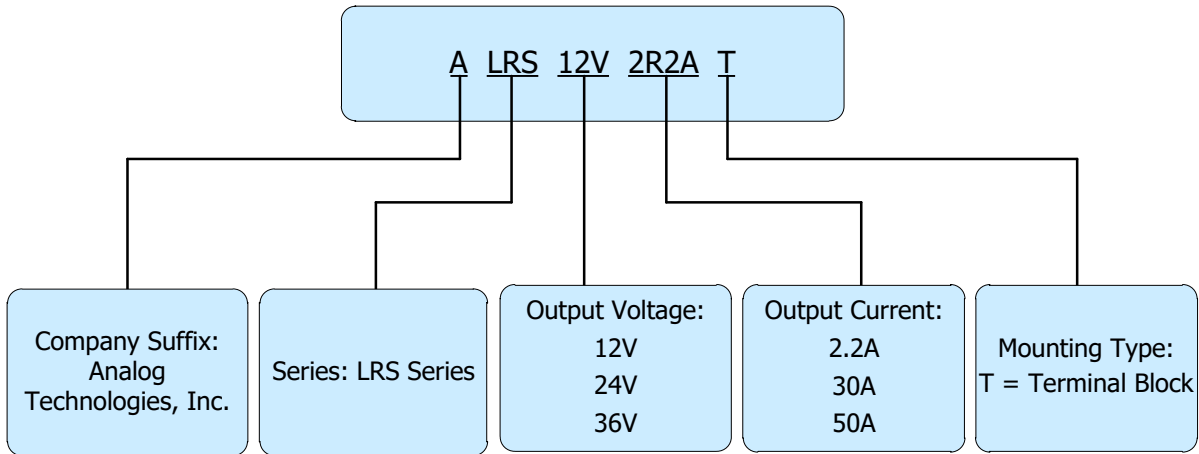 A LRS 12V 2R2A T
Company Suffix:
Analog
Technologies, Inc.
Series: LRS Series
Output Voltage:
12V
24V
36V
Output Current:
2.2A
30A
50A
Mounting Type:
T = Terminal Block